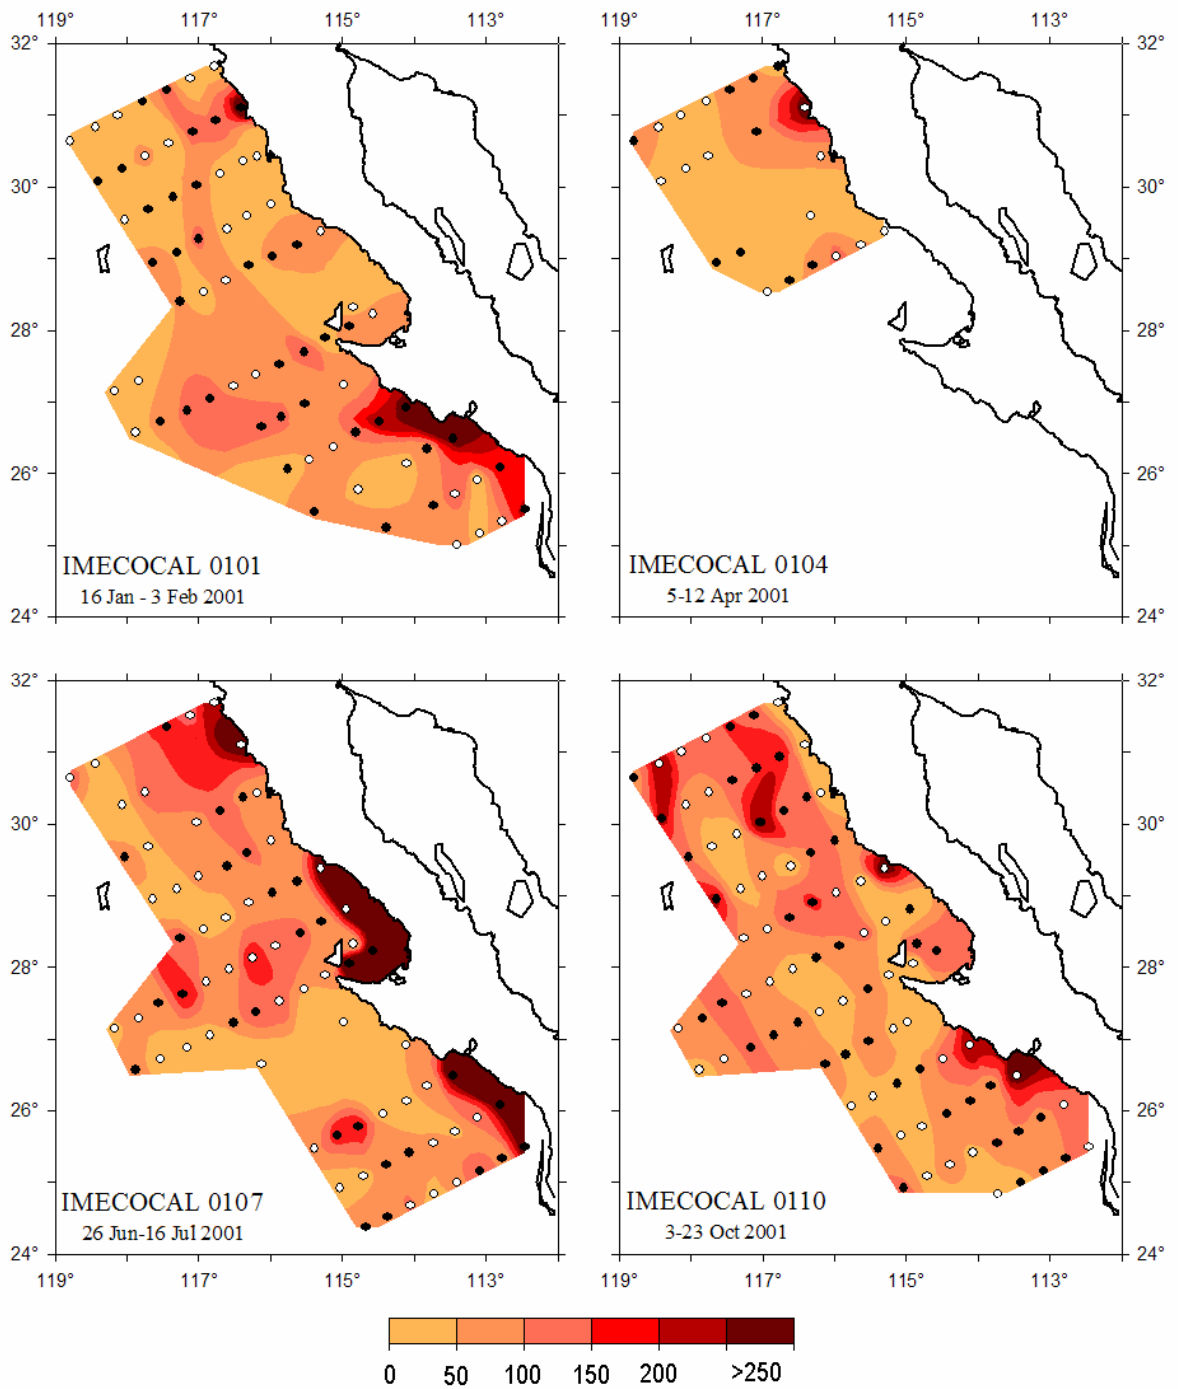 119° 117° 115° 113° 119° 117° 115° 113°
32° 32°
30° 30°
28° 28°
26° 26°
24° 24°
IMECOCAL 0101
16 Jan - 3 Feb 2001
IMECOCAL 0104
5-12 Apr 2001
32° 32°
30° 30°
28° 28°
26° 26°
24° 24°
IMECOCAL 0107
26 Jun-16 Jul 2001
IMECOCAL 0110
3-23 Oct 2001
119° 117° 115° 113° 119° 117° 115° 113°
0 50 100 150 200 >250